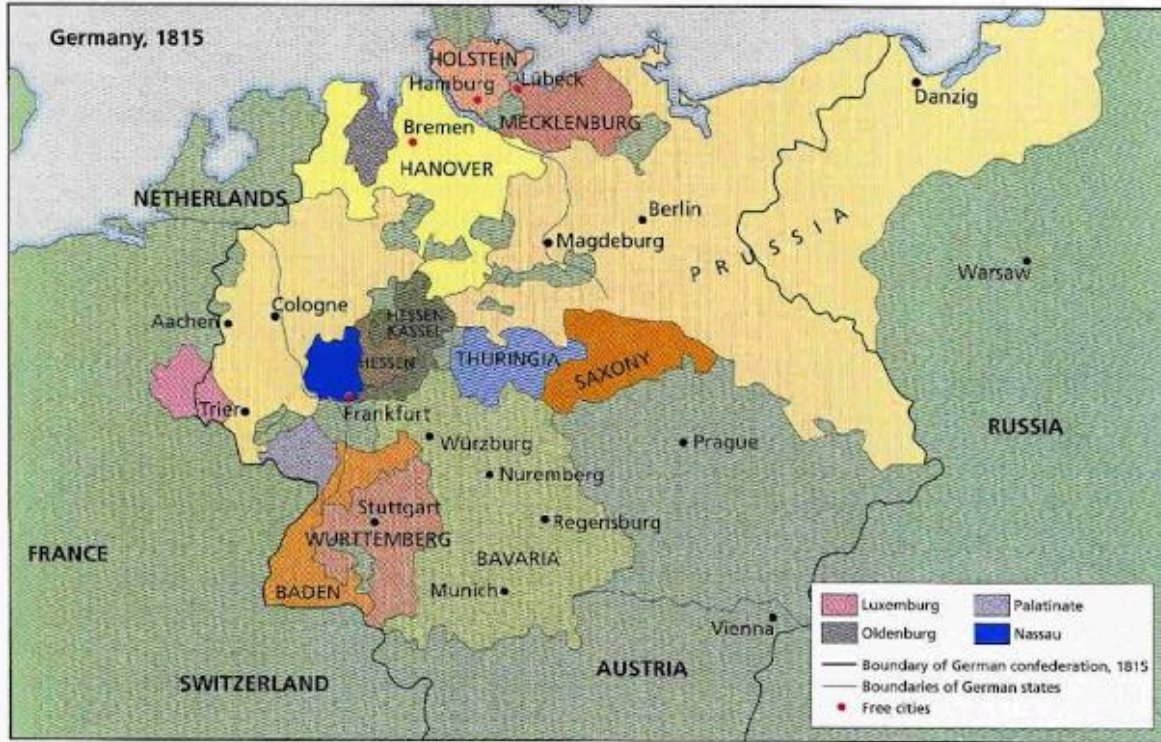 Germany, 1815
HOLSTEIN
Hamburg
Lübeck
Danzig
MECKLENBURG
Bremen
HANOVER
NETHERLANDS
Berlin
Magdeburg
PRUSSIA
Warsaw
Cologne
Aachen
HESSEN
KASSEL
HESSEN
THURINGIA
SAXONY
Trier
Frankfurt
RUSSIA
Würzburg
Prague
Nuremberg
Stuttgart
Regensburg
WURTTEMBERG
FRANCE
BAVARIA
BADEN
Munich
Vienna
AUSTRIA
SWITZERLAND
Luxemburg
Palatinate
Oldenburg
Nassau
Boundary of German confederation, 1815
Boundaries of German states
Free cities